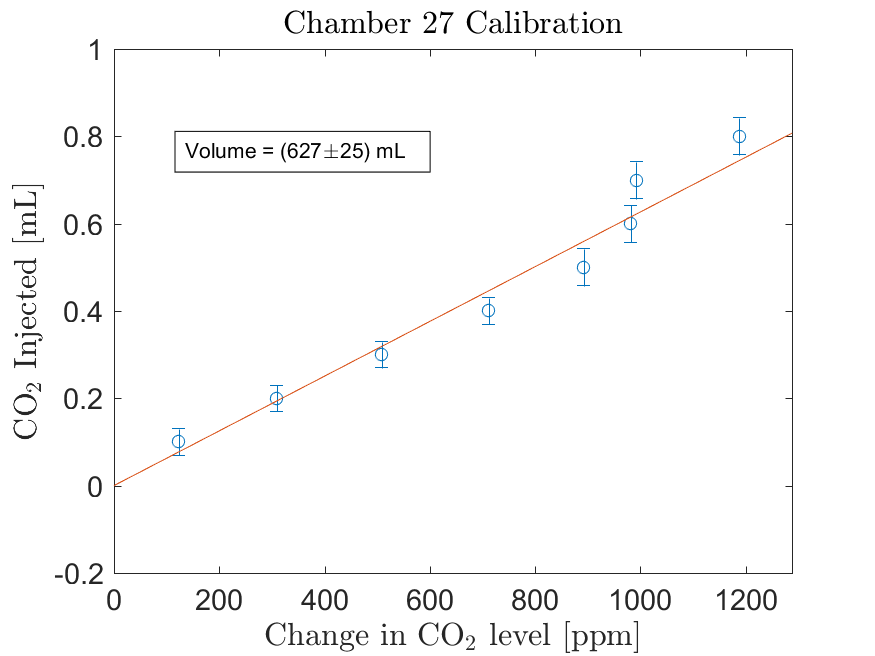 Chamber 27 Calibration
1
0.8
0.6
0.4
0.2
0
-0.2
CO₂ Injected [mL]
Volume = (627±25) mL
0 200 400 600 800 1000 1200
Change in CO₂ level [ppm]